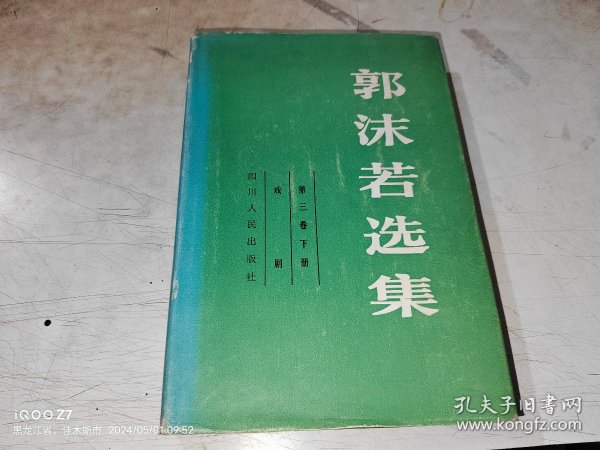 郭沫若选集
第三卷下册
戏剧
四川人民出版社
iQOO Z7
黑龙江省，佳木斯市 2024/05/01 09:52
孔夫子旧书网
www.kongfz.com